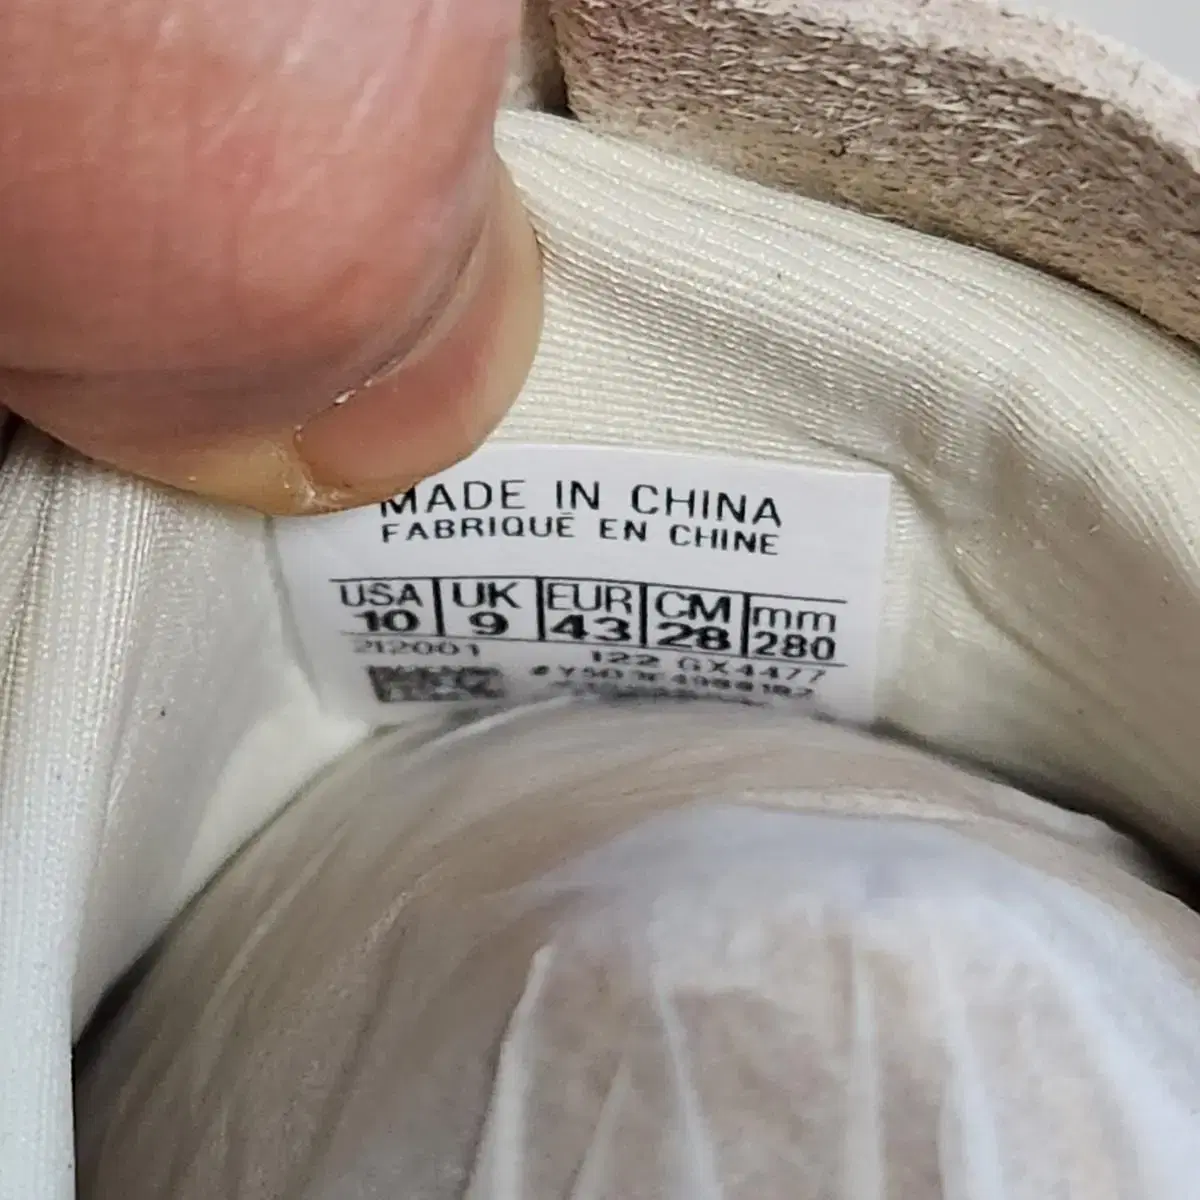 MADE IN CHINA
FABRIQUÉ EN CHINE
USA UK EUR CM mm
10 9 43 28 280
212001 122 GX4477